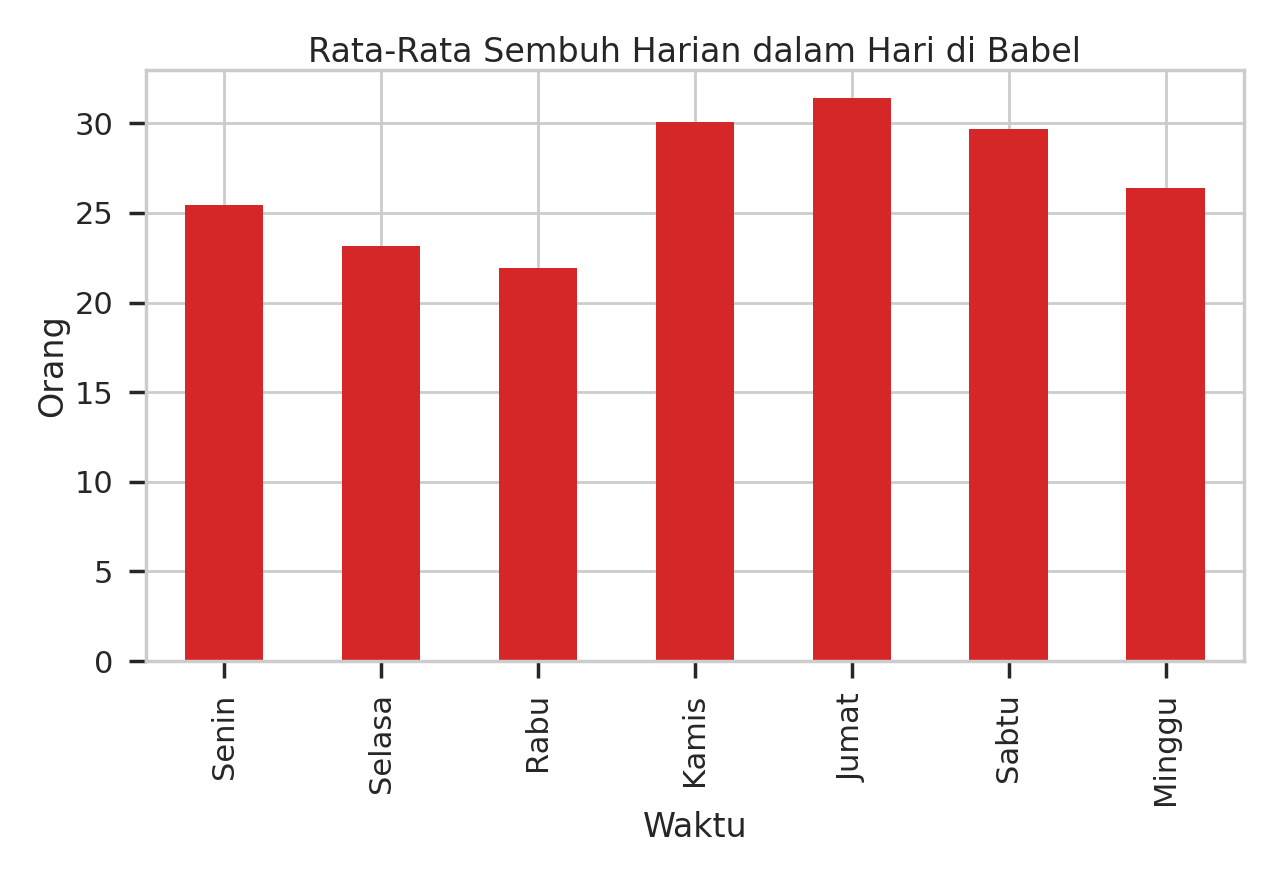 Rata-Rata Sembuh Harian dalam Hari di Babel
30
25
20
15
10
5
0
Orang
Senin
Selasa
Rabu
Kamis
Jumat
Sabtu
Minggu
Waktu